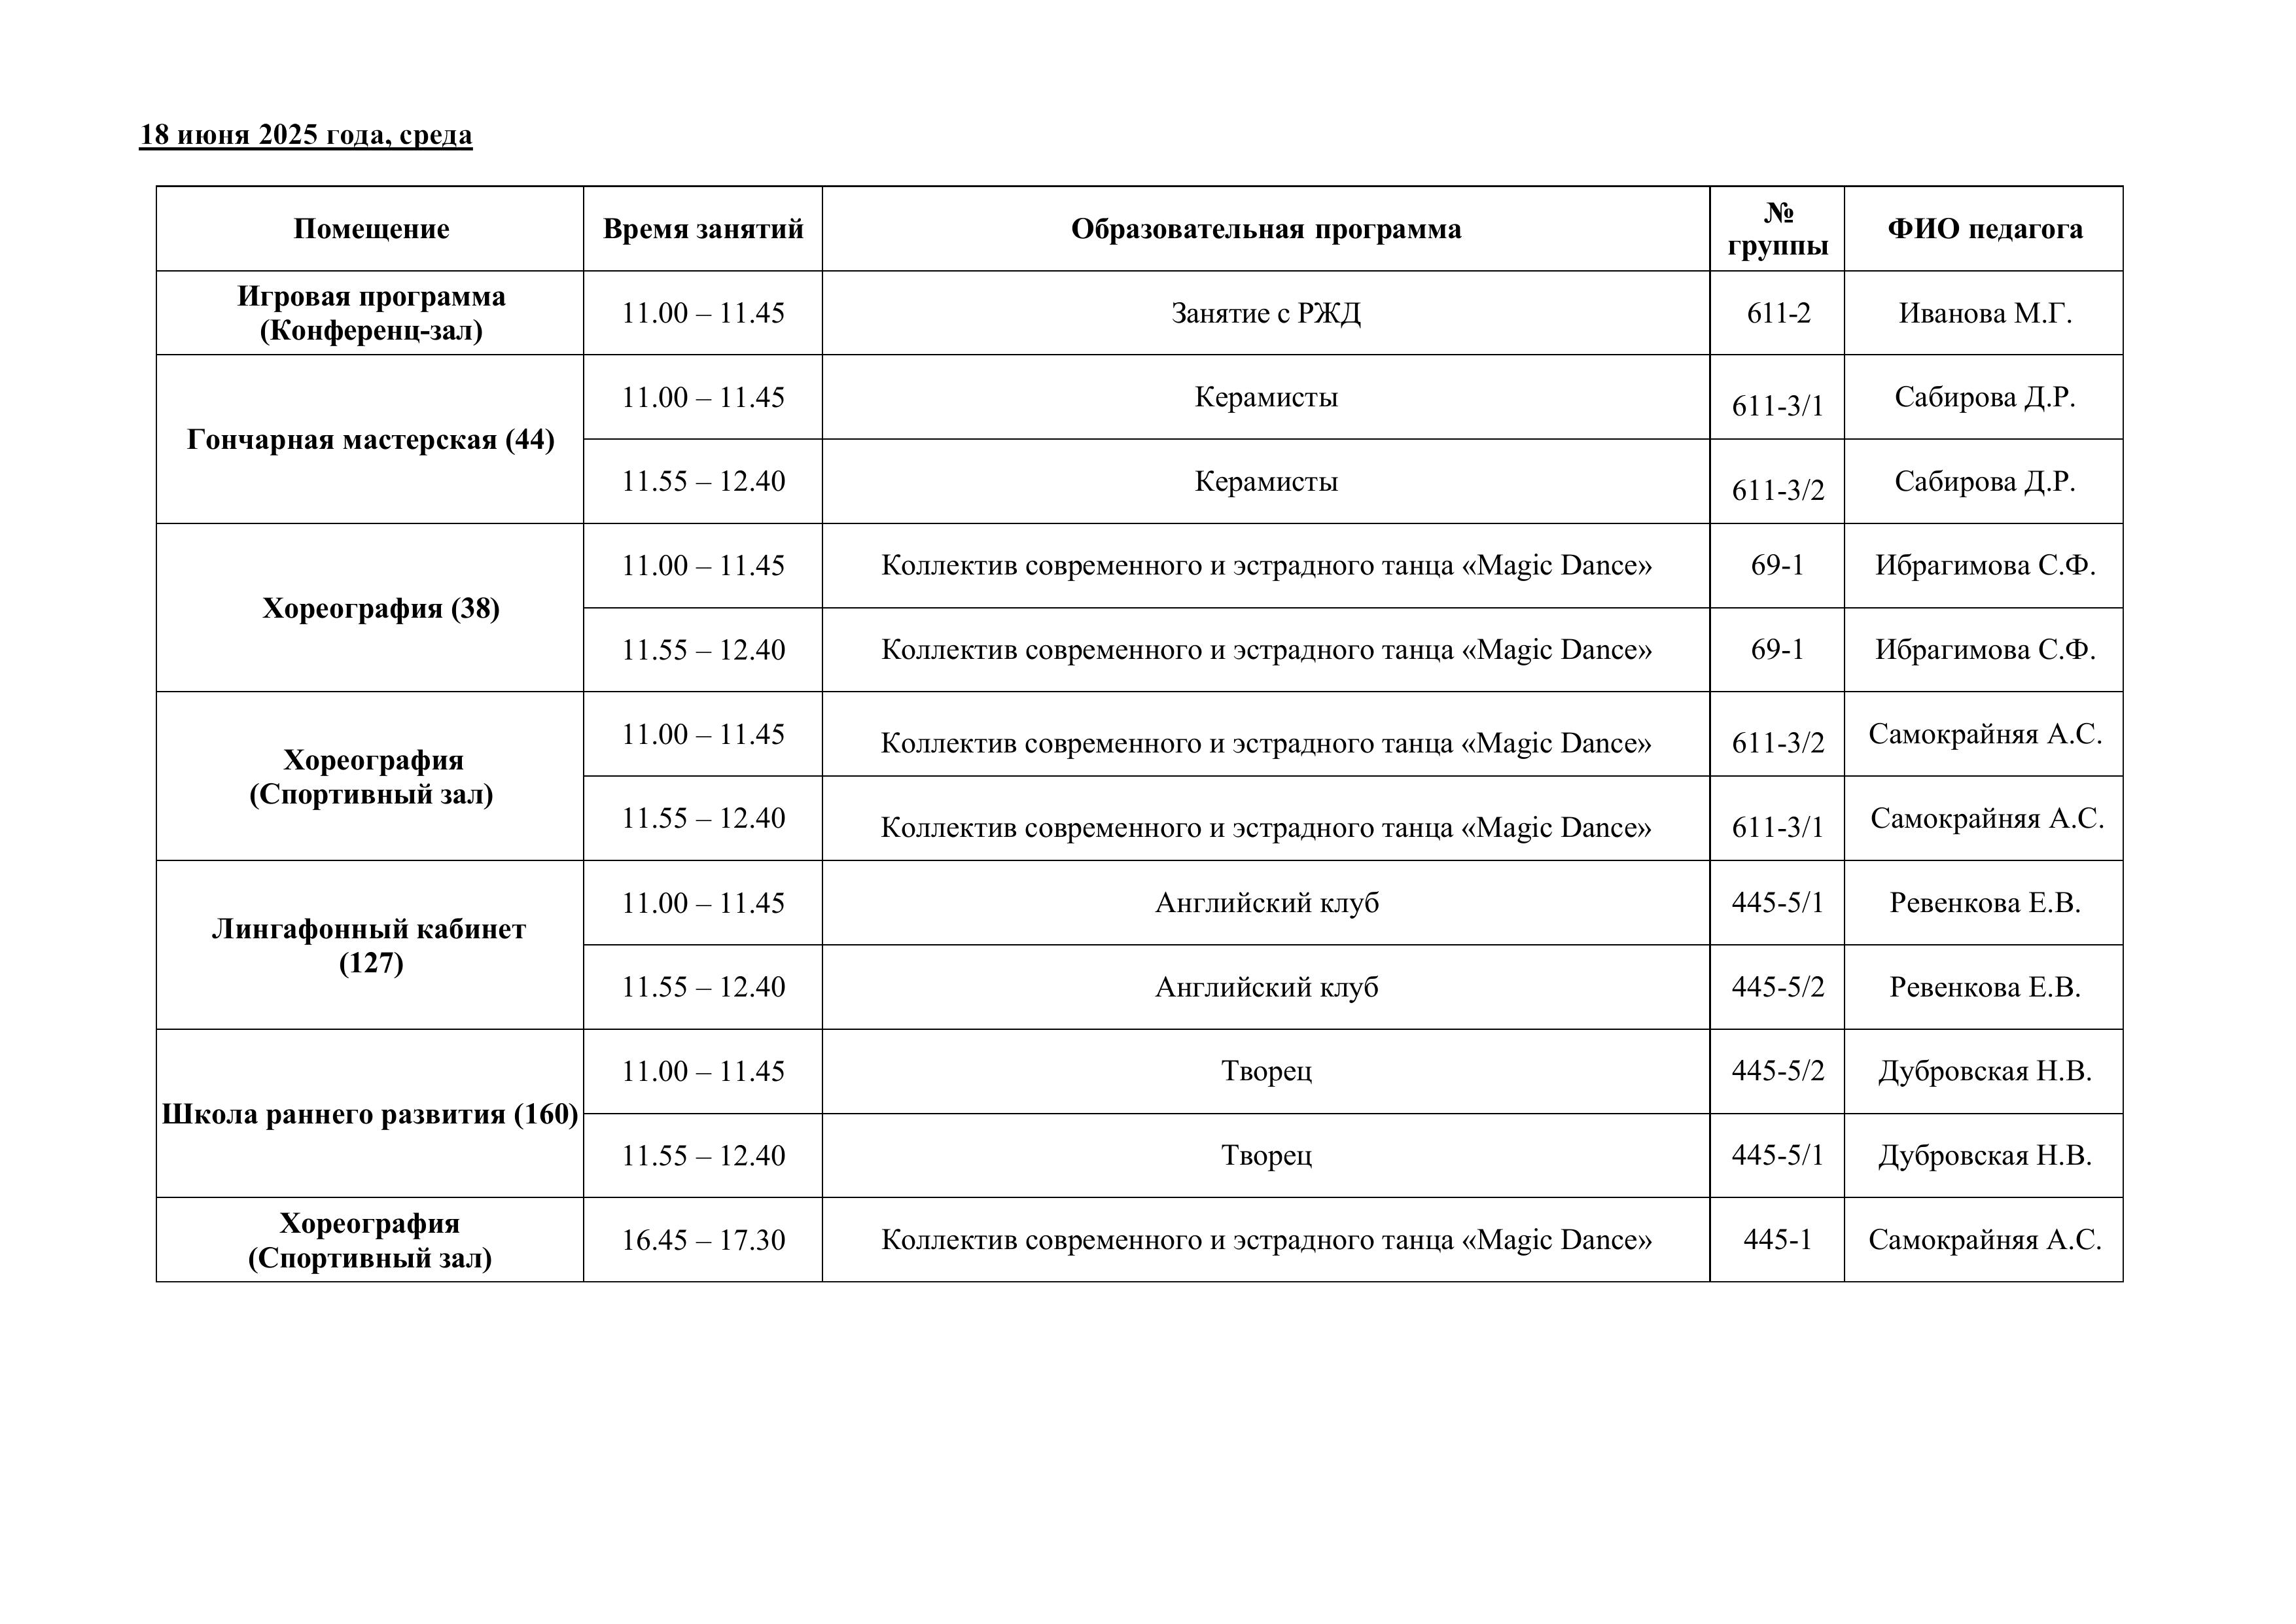 18 июня 2025 года, среда
Помещение
Время занятий
Образовательная программа
№
группы
ФИО педагога
Игровая программа
(Конференц-зал)
11.00 – 11.45
Занятие с РЖД
611-2
Иванова М.Г.
Гончарная мастерская (44)
11.00 – 11.45
Керамисты
611-3/1
Сабирова Д.Р.
11.55 – 12.40
Керамисты
611-3/2
Сабирова Д.Р.
Хореография (38)
11.00 – 11.45
Коллектив современного и эстрадного танца «Magic Dance»
69-1
Ибрагимова С.Ф.
11.55 – 12.40
Коллектив современного и эстрадного танца «Magic Dance»
69-1
Ибрагимова С.Ф.
Хореография
(Спортивный зал)
11.00 – 11.45
Коллектив современного и эстрадного танца «Magic Dance»
611-3/2
Самокрайняя А.С.
11.55 – 12.40
Коллектив современного и эстрадного танца «Magic Dance»
611-3/1
Самокрайняя А.С.
Лингафонный кабинет
(127)
11.00 – 11.45
Английский клуб
445-5/1
Ревенкова Е.В.
11.55 – 12.40
Английский клуб
445-5/2
Ревенкова Е.В.
Школа раннего развития (160)
11.00 – 11.45
Творец
445-5/2
Дубровская Н.В.
11.55 – 12.40
Творец
445-5/1
Дубровская Н.В.
Хореография
(Спортивный зал)
16.45 – 17.30
Коллектив современного и эстрадного танца «Magic Dance»
445-1
Самокрайняя А.С.